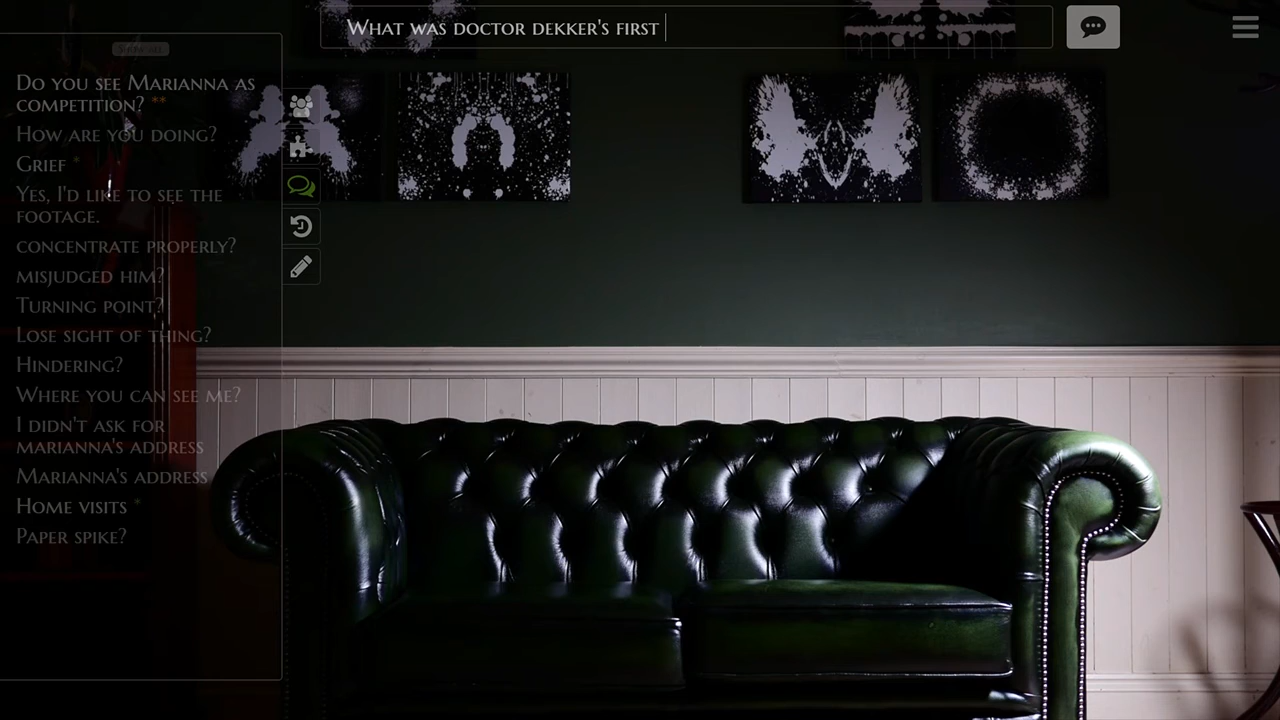 What was doctor dekker's first
Do you see Marianna as
competition? **
How are you doing?
Grief *
Yes, I'd like to see the
footage.
concentrate properly?
misjudged him?
Turning point?
Lose sight of thing?
Hindering?
Where you can see me?
I didn't ask for
marianna's address
Marianna's address
Home visits *
Paper spike?